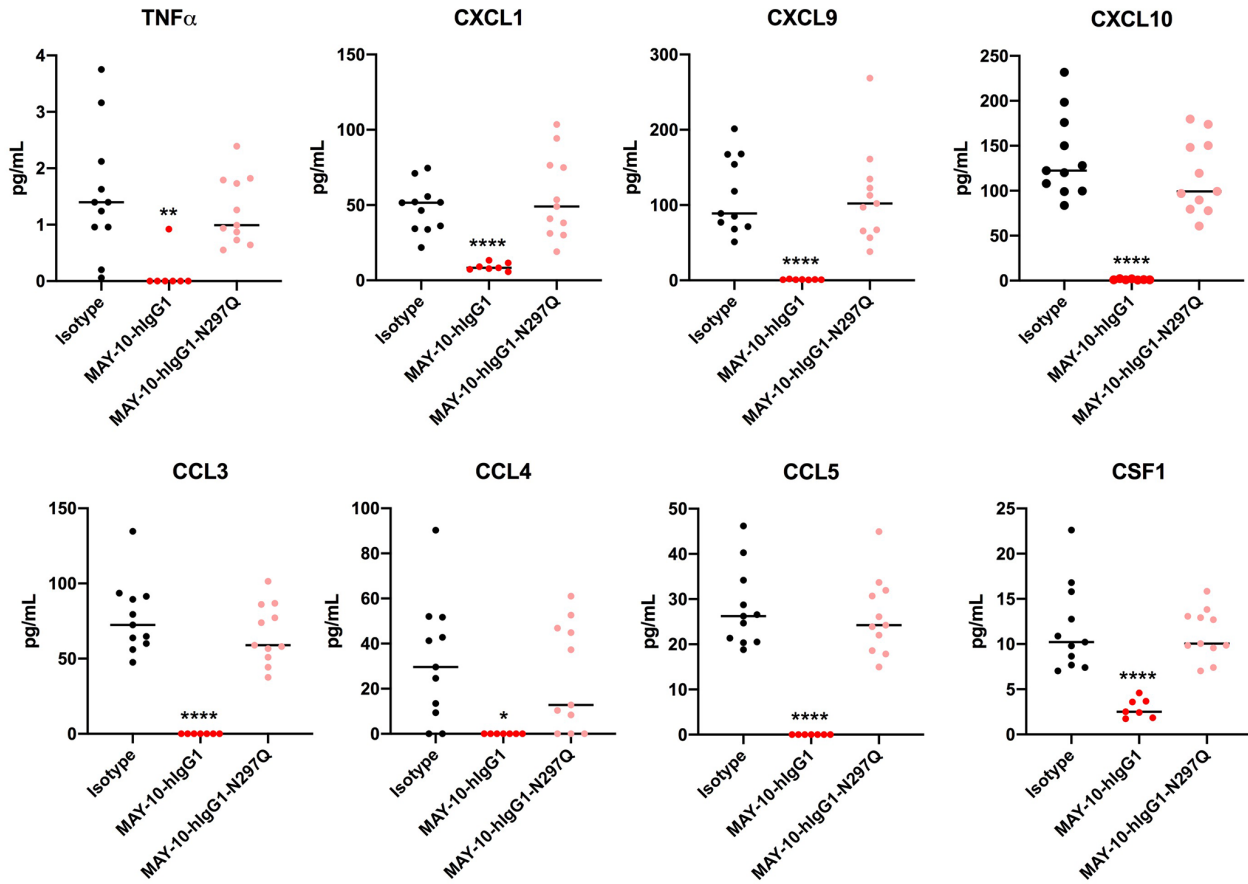 TNFα
CXCL1
CXCL9
CXCL10
pg/mL
4
3
2
1
0
**
Isotype
MAY-10-hIgG1
MAY-10-hIgG1-N297Q
pg/mL
150
100
50
0
****
Isotype
MAY-10-hIgG1
MAY-10-hIgG1-N297Q
pg/mL
300
200
100
0
****
Isotype
MAY-10-hIgG1
MAY-10-hIgG1-N297Q
pg/mL
250
200
150
100
50
0
****
Isotype
MAY-10-hIgG1
MAY-10-hIgG1-N297Q
CCL3
CCL4
CCL5
CSF1
pg/mL
150
100
50
0
****
Isotype
MAY-10-hIgG1
MAY-10-hIgG1-N297Q
pg/mL
100
80
60
40
20
0
*
Isotype
MAY-10-hIgG1
MAY-10-hIgG1-N297Q
pg/mL
50
40
30
20
10
0
****
Isotype
MAY-10-hIgG1
MAY-10-hIgG1-N297Q
pg/mL
25
20
15
10
5
0
****
Isotype
MAY-10-hIgG1
MAY-10-hIgG1-N297Q